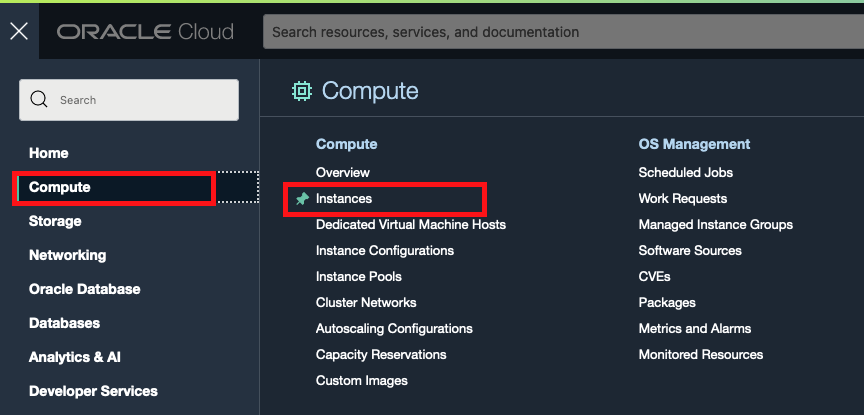 ORACLE Cloud
Search resources, services, and documentation
Search
Home
Compute
Storage
Networking
Oracle Database
Databases
Analytics & AI
Developer Services
Compute
Compute
Overview
Instances
Dedicated Virtual Machine Hosts
Instance Configurations
Instance Pools
Cluster Networks
Autoscaling Configurations
Capacity Reservations
Custom Images
OS Management
Scheduled Jobs
Work Requests
Managed Instance Groups
Software Sources
CVEs
Packages
Metrics and Alarms
Monitored Resources